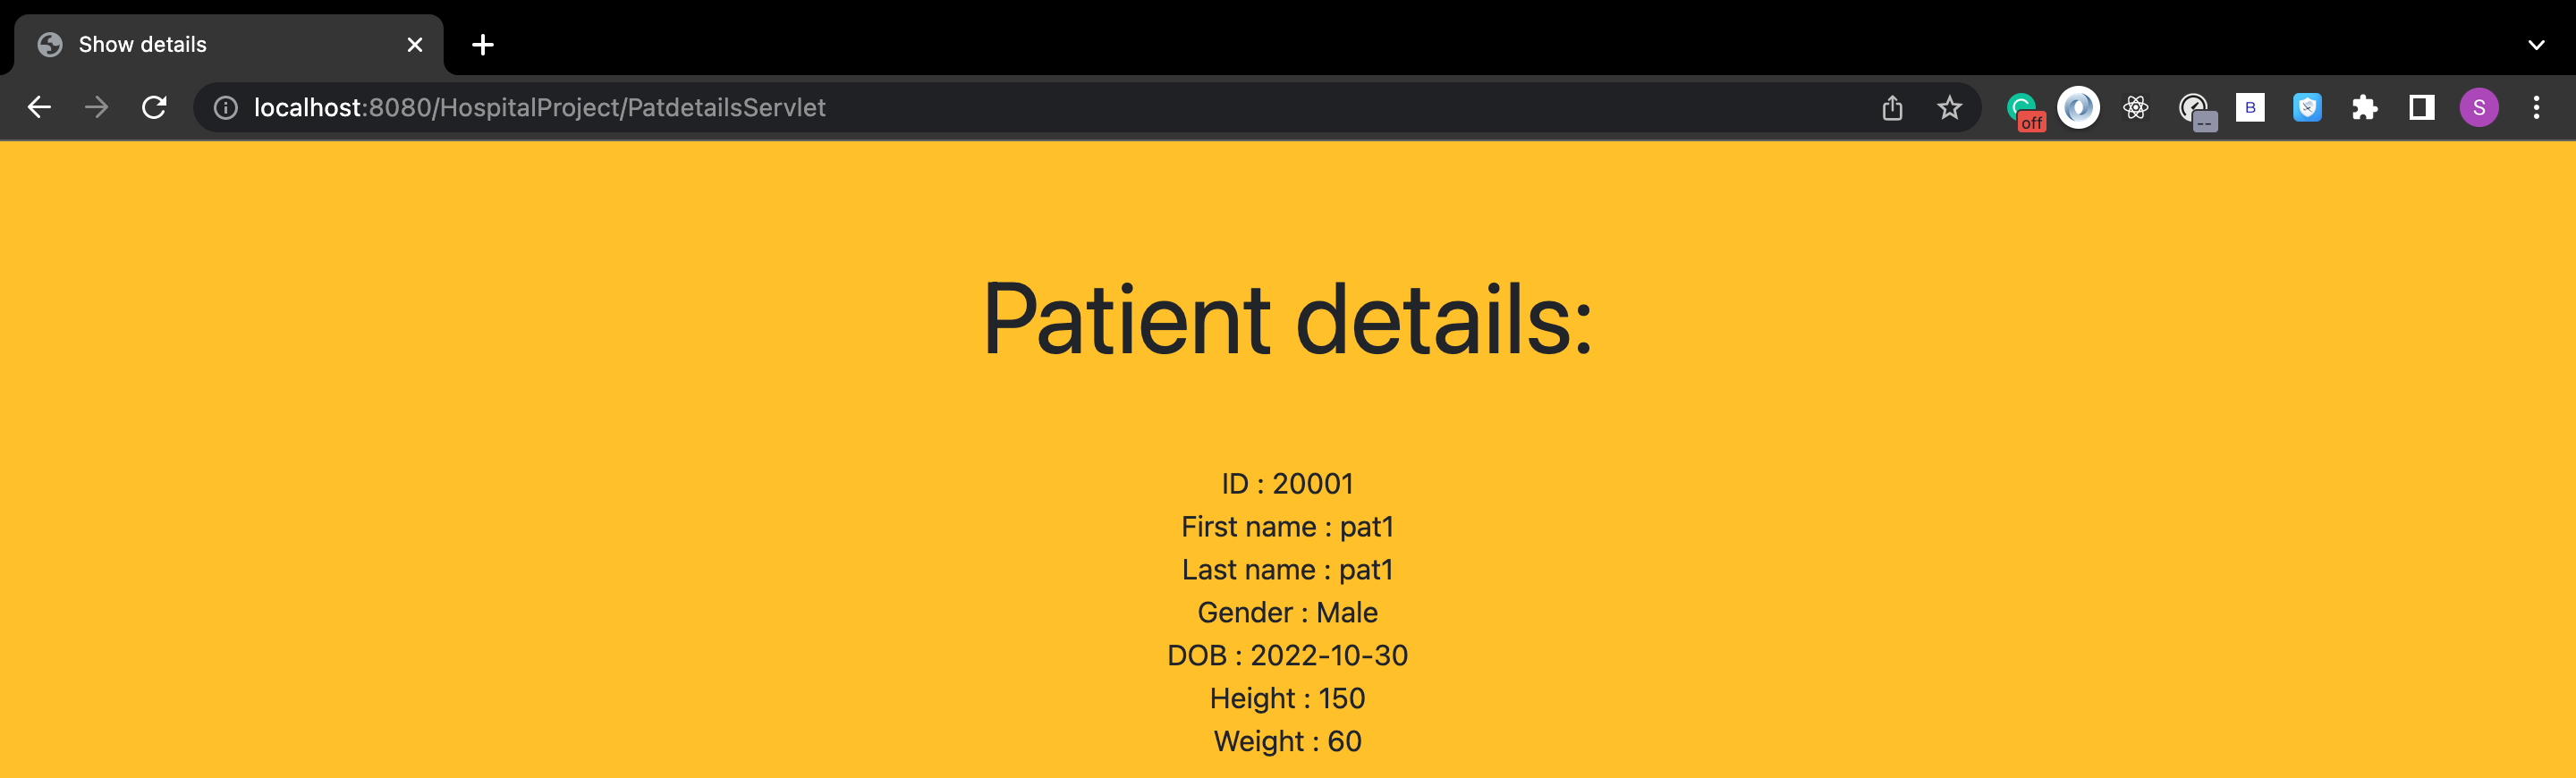 Show details
localhost:8080/HospitalProject/PatdetailsServlet
off
--
B
S
Patient details:
ID : 20001
First name : pat1
Last name : pat1
Gender : Male
DOB : 2022-10-30
Height : 150
Weight : 60